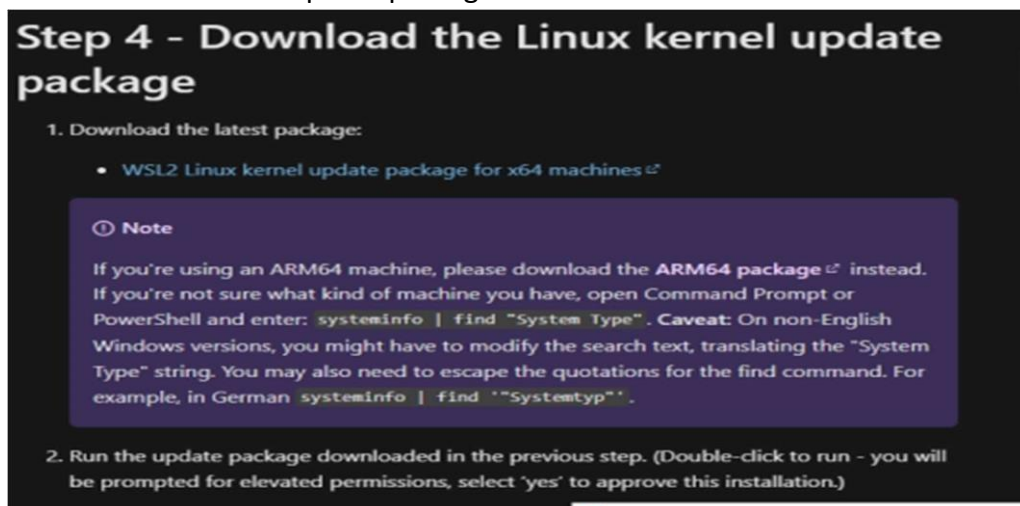 Step 4 - Download the Linux kernel update
package
1. Download the latest package:
• WSL2 Linux kernel update package for x64 machines
Note
If you're using an ARM64 machine, please download the ARM64 package instead.
If you're not sure what kind of machine you have, open Command Prompt or
PowerShell and enter: systeminfo | find "System Type". Caveat: On non-English
Windows versions, you might have to modify the search text, translating the "System
Type" string. You may also need to escape the quotations for the find command. For
example, in German systeminfo | find '"Systemtyp"'.
2. Run the update package downloaded in the previous step. (Double-click to run - you will
be prompted for elevated permissions, select 'yes' to approve this installation.)